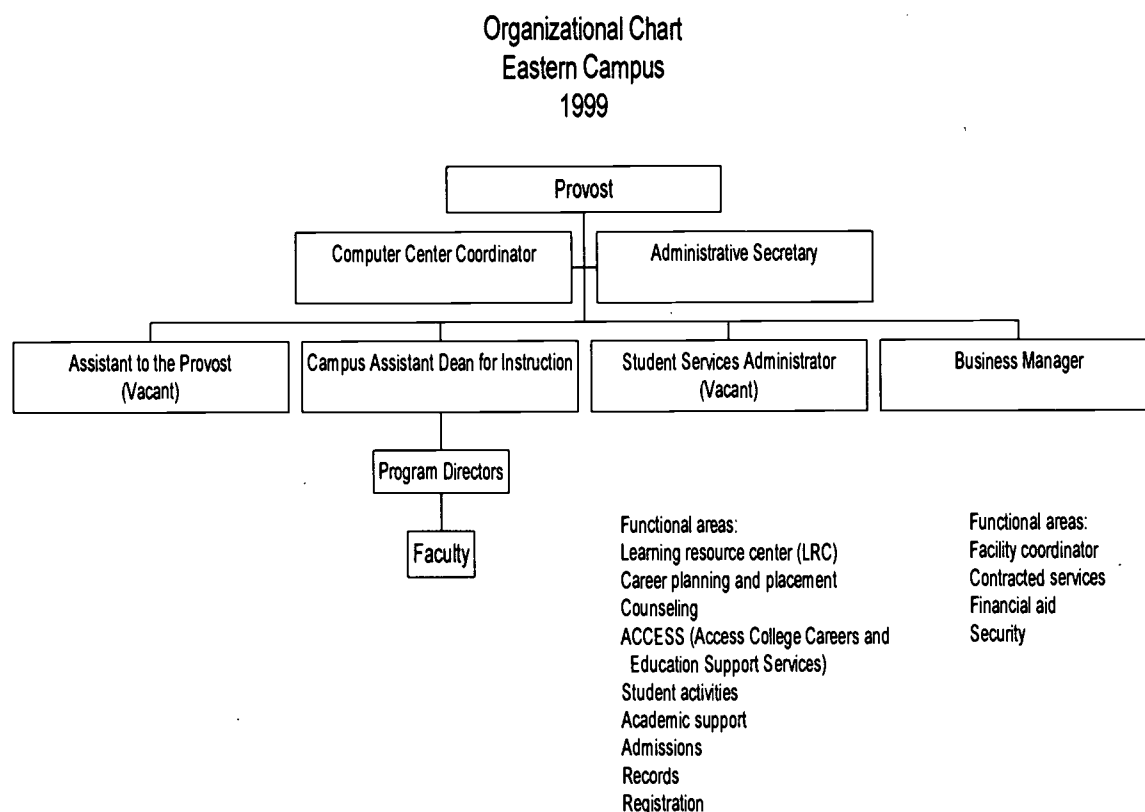 Organizational Chart
Eastern Campus
1999
Provost
Computer Center Coordinator
Administrative Secretary
Assistant to the Provost
(Vacant)
Campus Assistant Dean for Instruction
Student Services Administrator
(Vacant)
Business Manager
Program Directors
Faculty
Functional areas:
Learning resource center (LRC)
Career planning and placement
Counseling
ACCESS (Access College Careers and
Education Support Services)
Student activities
Academic support
Admissions
Records
Registration
Functional areas:
Facility coordinator
Contracted services
Financial aid
Security